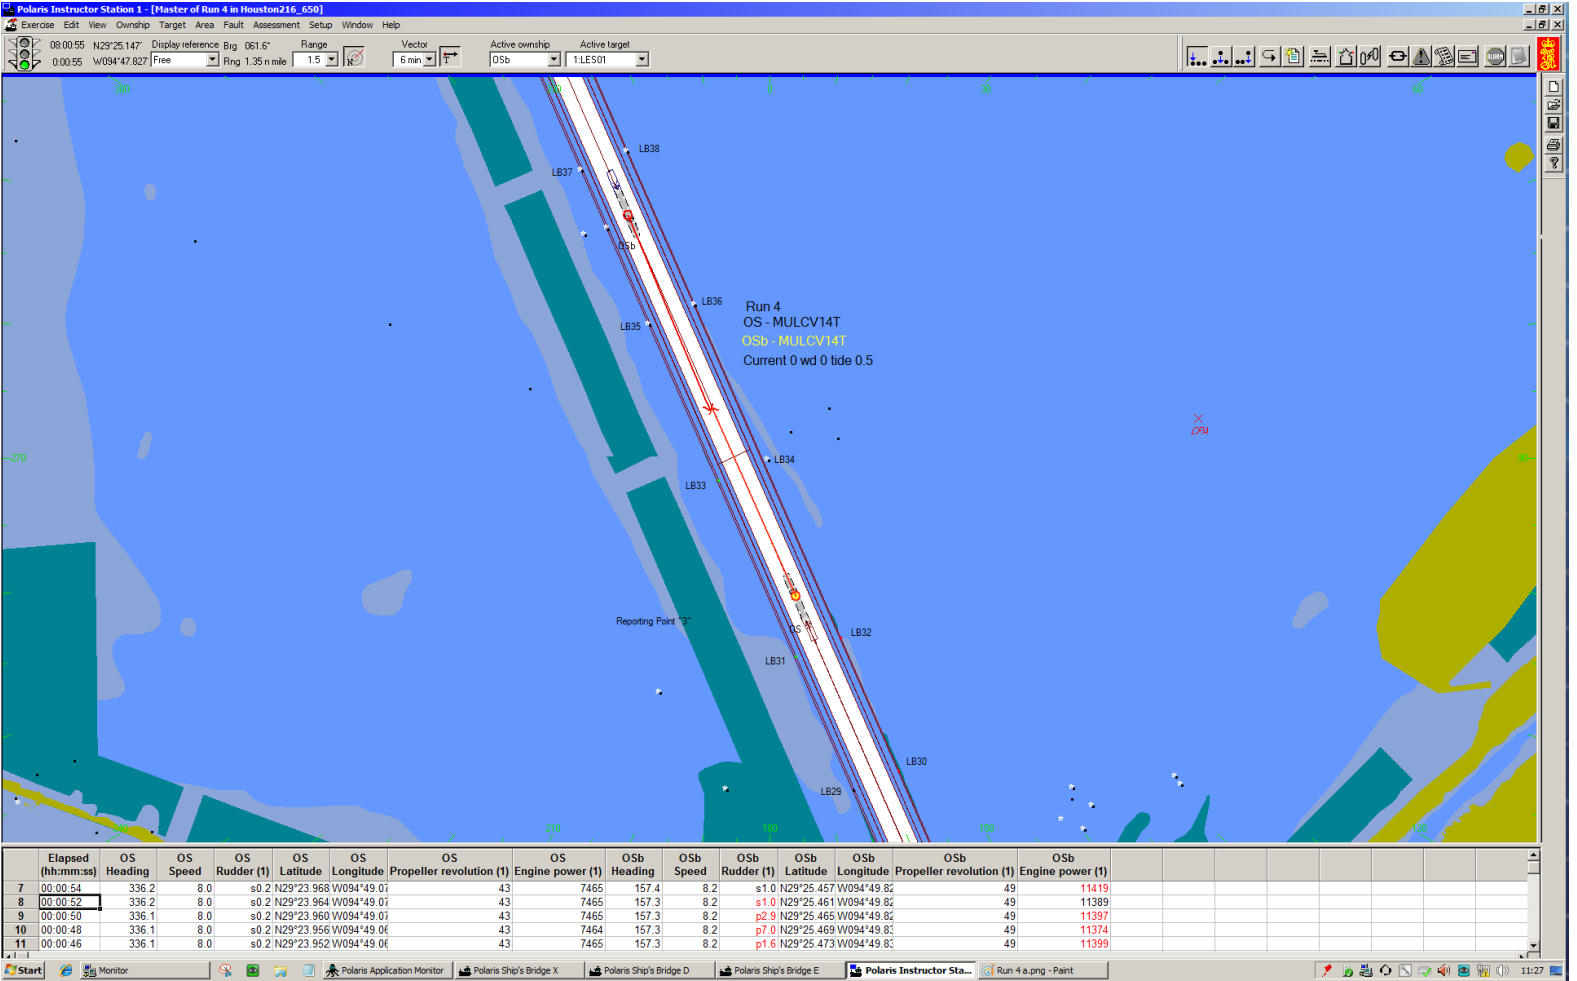 Polaris Instructor Station 1 - [Master of Run 4 in Houston216_650]
Exercise Edit View Ownship Target Area Fault Assessment Setup Window Help
08:00:55 N29°25.147' Display reference Brg 061.6° Range Vector Active ownship Active target
0:00:55 W094°47.827' Free Rng 1.35 n mile 1.5 6 min OSb 1:LES01
LB38
LB37
OSb
LB36
LB35
Run 4
OS - MULCV14T
OSb - MULCV14T
Current 0 wd 0 tide 0.5
CPA
270
LB34
LB33
Reporting Point "3"
OS
LB32
LB31
LB30
LB29
210 180 150
Elapsed (hh:mm:ss) OS Heading OS Speed OS Rudder (1) OS Latitude OS Longitude OS Propeller revolution (1) OS Engine power (1) OSb Heading OSb Speed OSb Rudder (1) OSb Latitude OSb Longitude OSb Propeller revolution (1) OSb Engine power (1)
7 00:00:54 336.2 8.0 s0.2 N29°23.968 W094°49.07 43 7465 157.4 8.2 s1.0 N29°25.457 W094°49.82 49 11419
8 00:00:52 336.2 8.0 s0.2 N29°23.964 W094°49.07 43 7465 157.3 8.2 s1.0 N29°25.461 W094°49.82 49 11389
9 00:00:50 336.1 8.0 s0.2 N29°23.960 W094°49.07 43 7465 157.3 8.2 p2.9 N29°25.465 W094°49.82 49 11397
10 00:00:48 336.1 8.0 s0.2 N29°23.956 W094°49.06 43 7464 157.3 8.2 p7.0 N29°25.469 W094°49.83 49 11374
11 00:00:46 336.1 8.0 s0.2 N29°23.952 W094°49.06 43 7465 157.3 8.2 p1.6 N29°25.473 W094°49.83 49 11399
Start Monitor Polaris Application Monitor Polaris Ship's Bridge X Polaris Ship's Bridge D Polaris Ship's Bridge E Polaris Instructor Sta... Run 4 a.png - Paint 11:27